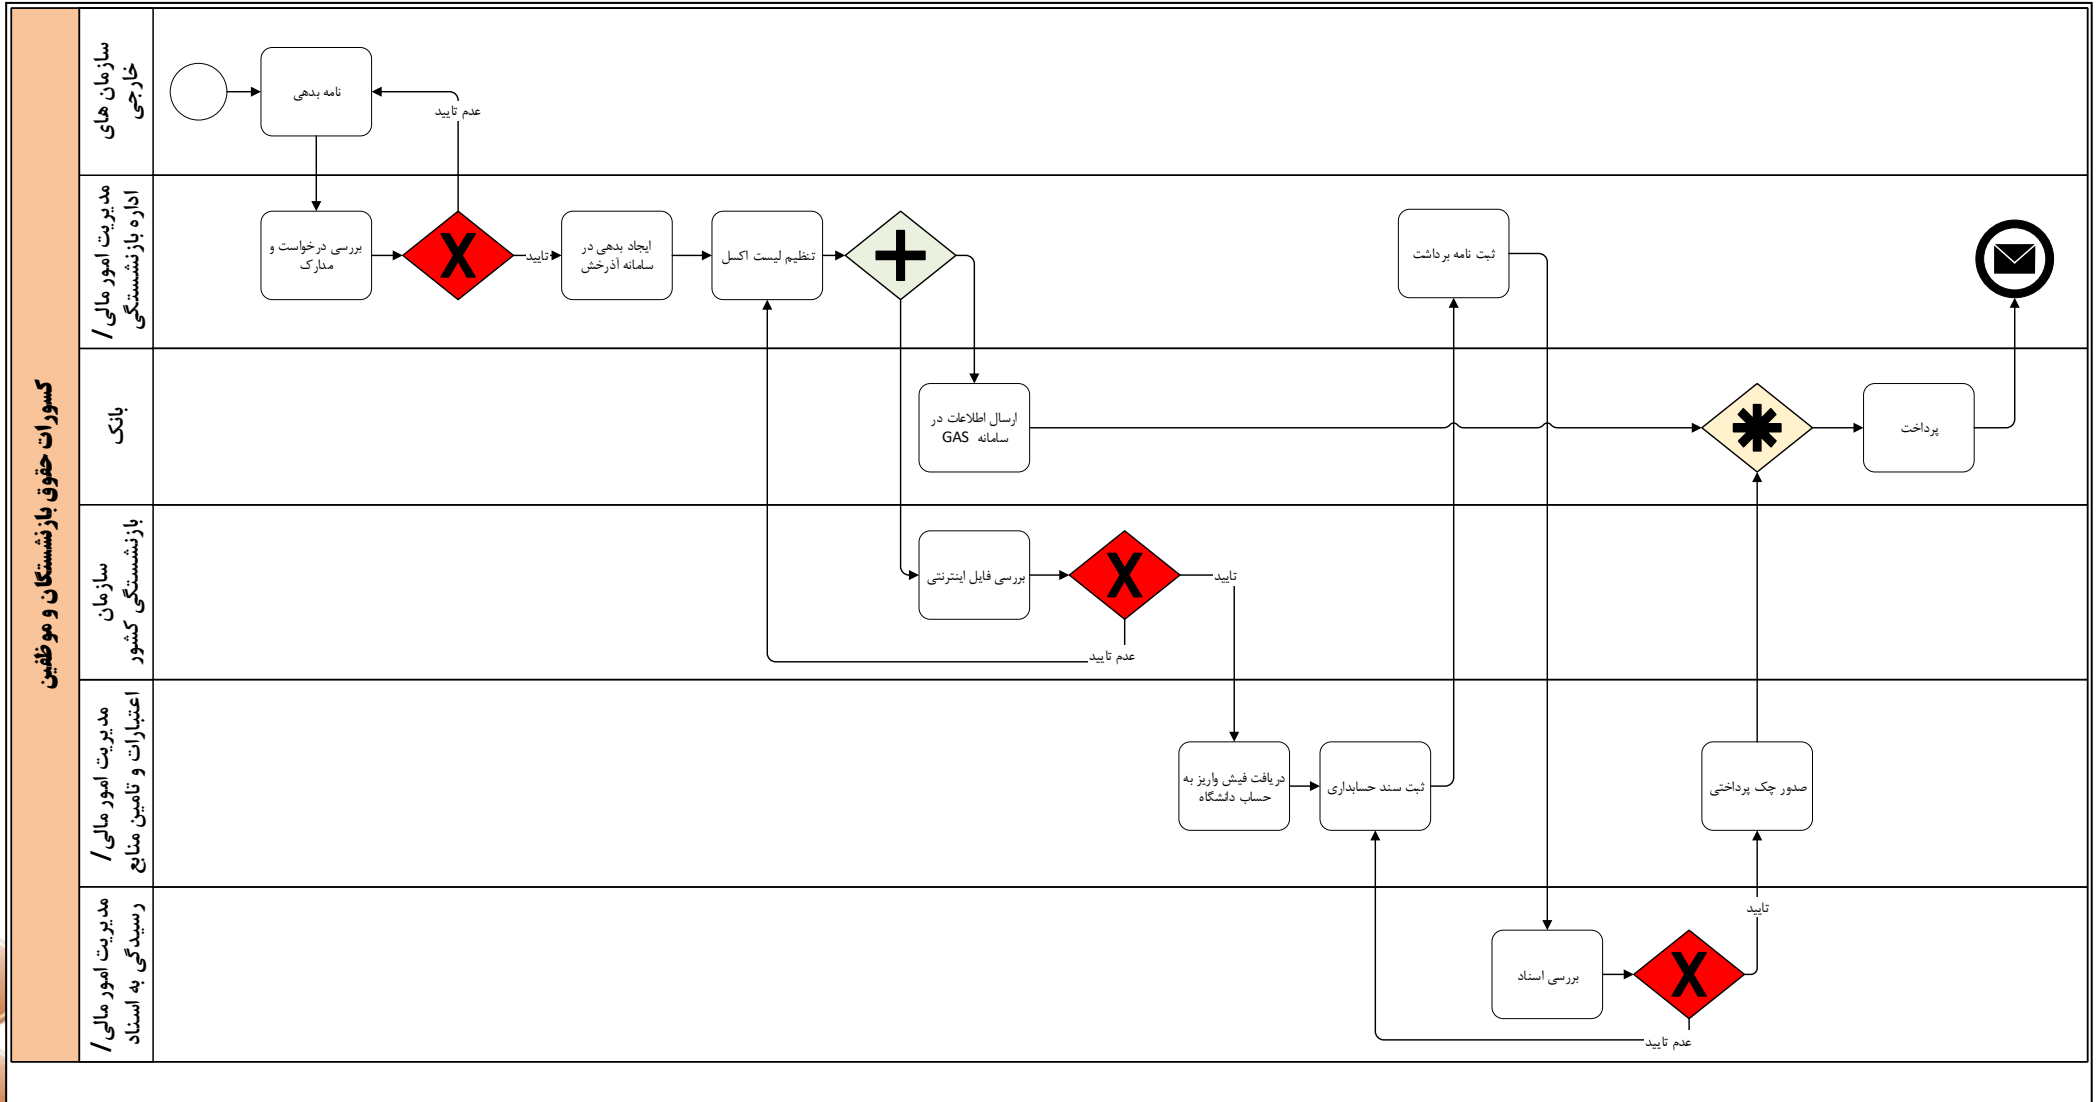 کسورات حقوق بازنشستگان و موظفین
سازمان های
خارجی
نامه بدهی
عدم تایید
مدیریت امور مالی /
اداره بازنشستگی
بررسی درخواست و
مدارک
X
تایید
ایجاد بدهی در
سامانه آذرخش
تنظیم لیست اکسل
ثبت نامه برداشت
بانک
ارسال اطلاعات در
سامانه GAS
پرداخت
سازمان
بازنشستگی کشور
بررسی فایل اینترنتی
X
تایید
عدم تایید
مدیریت امور مالی /
اعتبارات و تامین منابع
دریافت فیش واریز به
حساب دانشگاه
ثبت سند حسابداری
صدور چک پرداختی
مدیریت امور مالی /
رسیدگی به اسناد
تایید
بررسی اسناد
X
عدم تایید